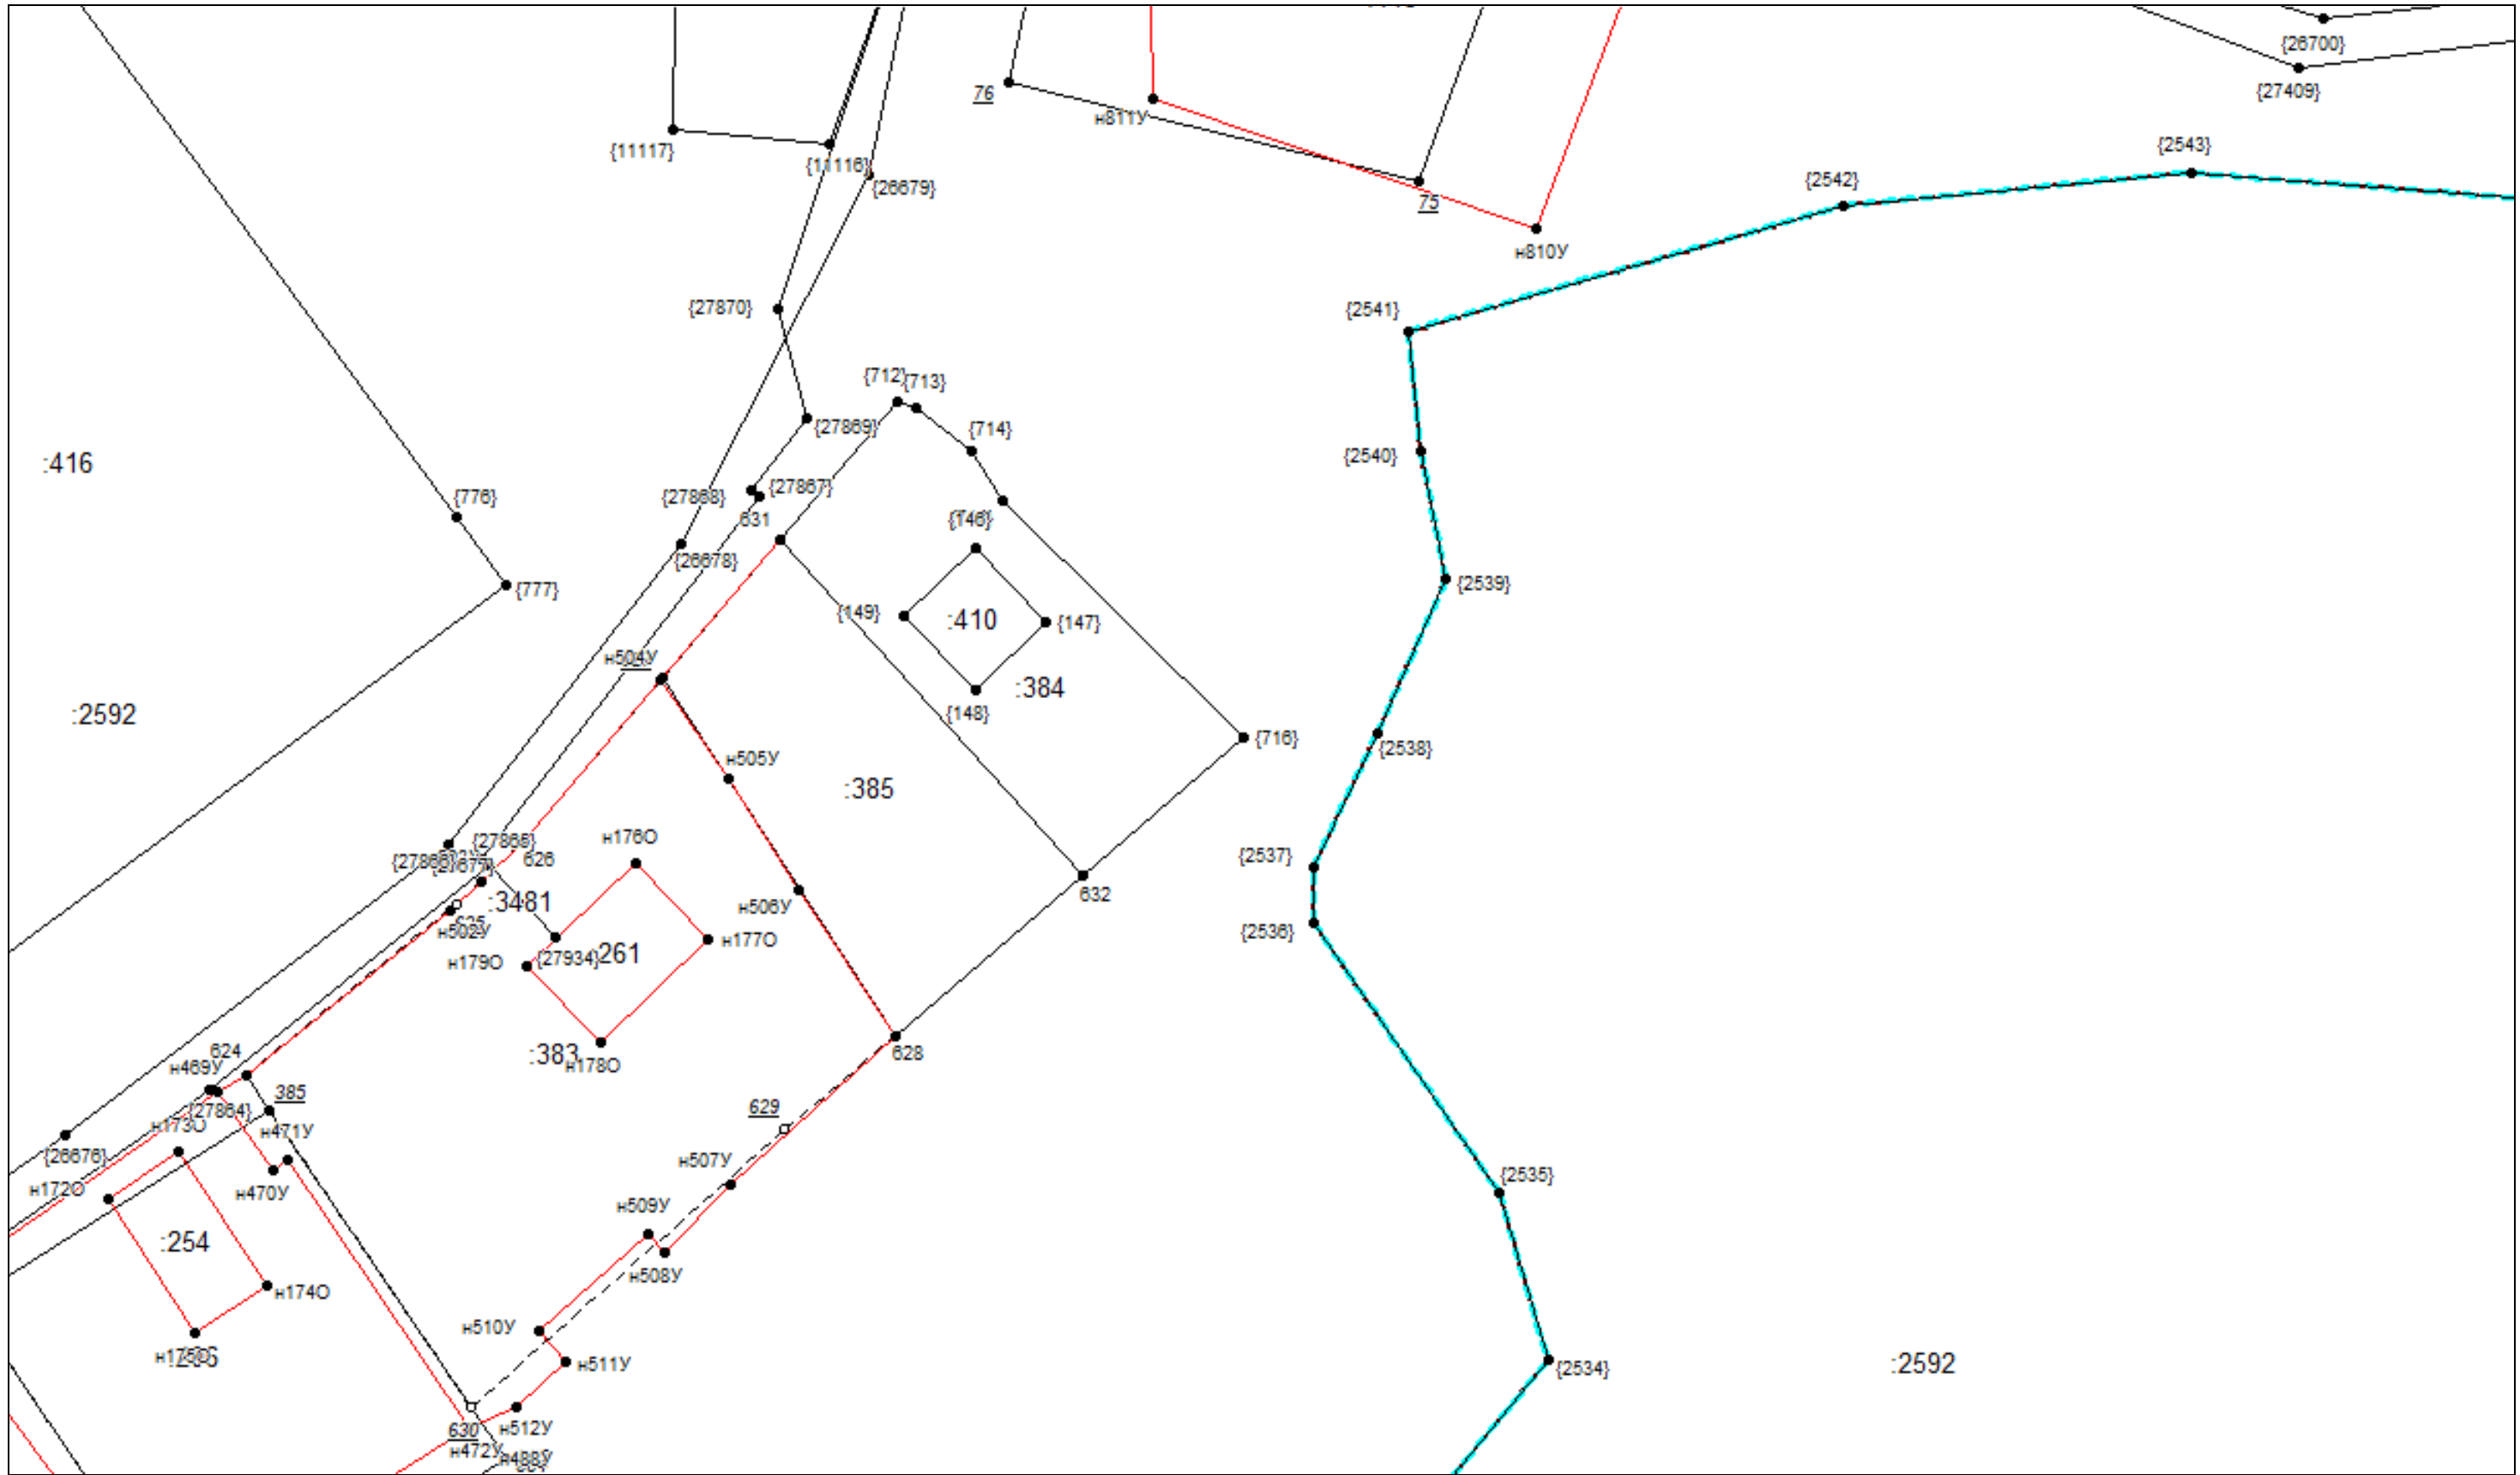 {26700}
{27409}
76
н811У
{11117}
{11116}
{2543}
{2542}
{26679}
75
н810У
{27870}
{2541}
{712}
{713}
{27869}
{714}
{2540}
:416
{776}
{27868}
{27867}
631
{146}
{26678}
{777}
{2539}
{149}
:410
{147}
н504У
:384
:2592
{148}
{716}
{2538}
н505У
:385
{27865}
н176О
626
{27866}
{2537}
:3481
632
н506У
н502У
{2536}
н177О
н179О
{27934}
261
624
н469У
:383
н178О
628
385
{27864}
629
н173О
н471У
{26676}
н507У
н172О
н470У
{2535}
н509У
:254
н508У
н174О
н510У
н175О
н511У
{2534}
:2592
630
н512У
н472У
н488У